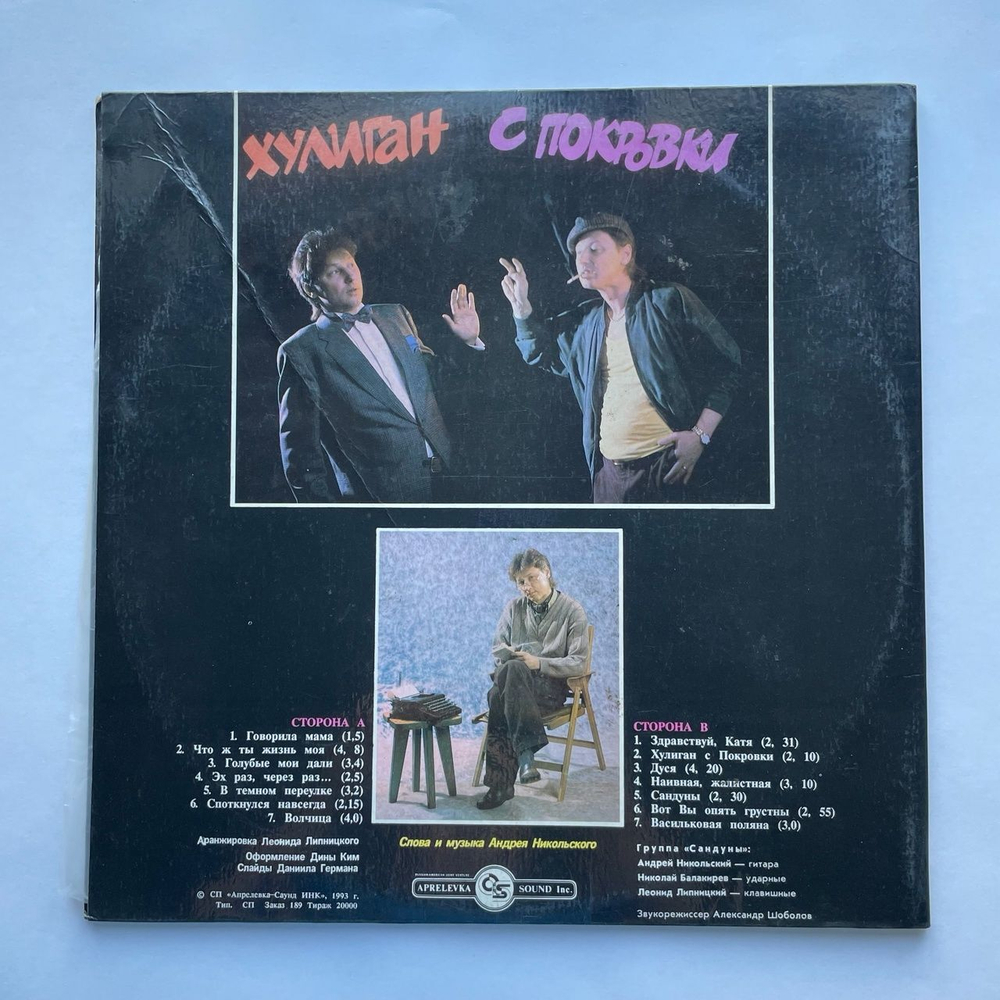 ХУЛИГАН С ПОКРОВКИ
СТОРОНА А
1. Говорила мама (1,5)
2. Что ж ты жизнь моя (4, 8)
3. Голубые мои дали (3,4)
4. Эх раз, через раз... (2,5)
5. В темном переулке (3,2)
6. Споткнулся навсегда (2,15)
7. Волчица (4,0)
Аранжировка Леонида Липницкого
Оформление Дины Ким
Слайды Даниила Германа
© СП «Апрелевка-Саунд ИНК», 1993 г.
Тип. СП Заказ 189 Тираж 20000
Слова и музыка Андрея Никольского
APRELEVKA SOUND Inc.
СТОРОНА В
1. Здравствуй, Катя (2, 31)
2. Хулиган с Покровки (2, 10)
3. Дуся (4, 20)
4. Наивная, жалистная (3, 10)
5. Сандуны (2, 30)
6. Вот Вы опять грустны (2, 55)
7. Васильковая поляна (3,0)
Группа «Сандуны»:
Андрей Никольский — гитара
Николай Балакирев — ударные
Леонид Липницкий — клавишные
Звукорежиссер Александр Шоболов